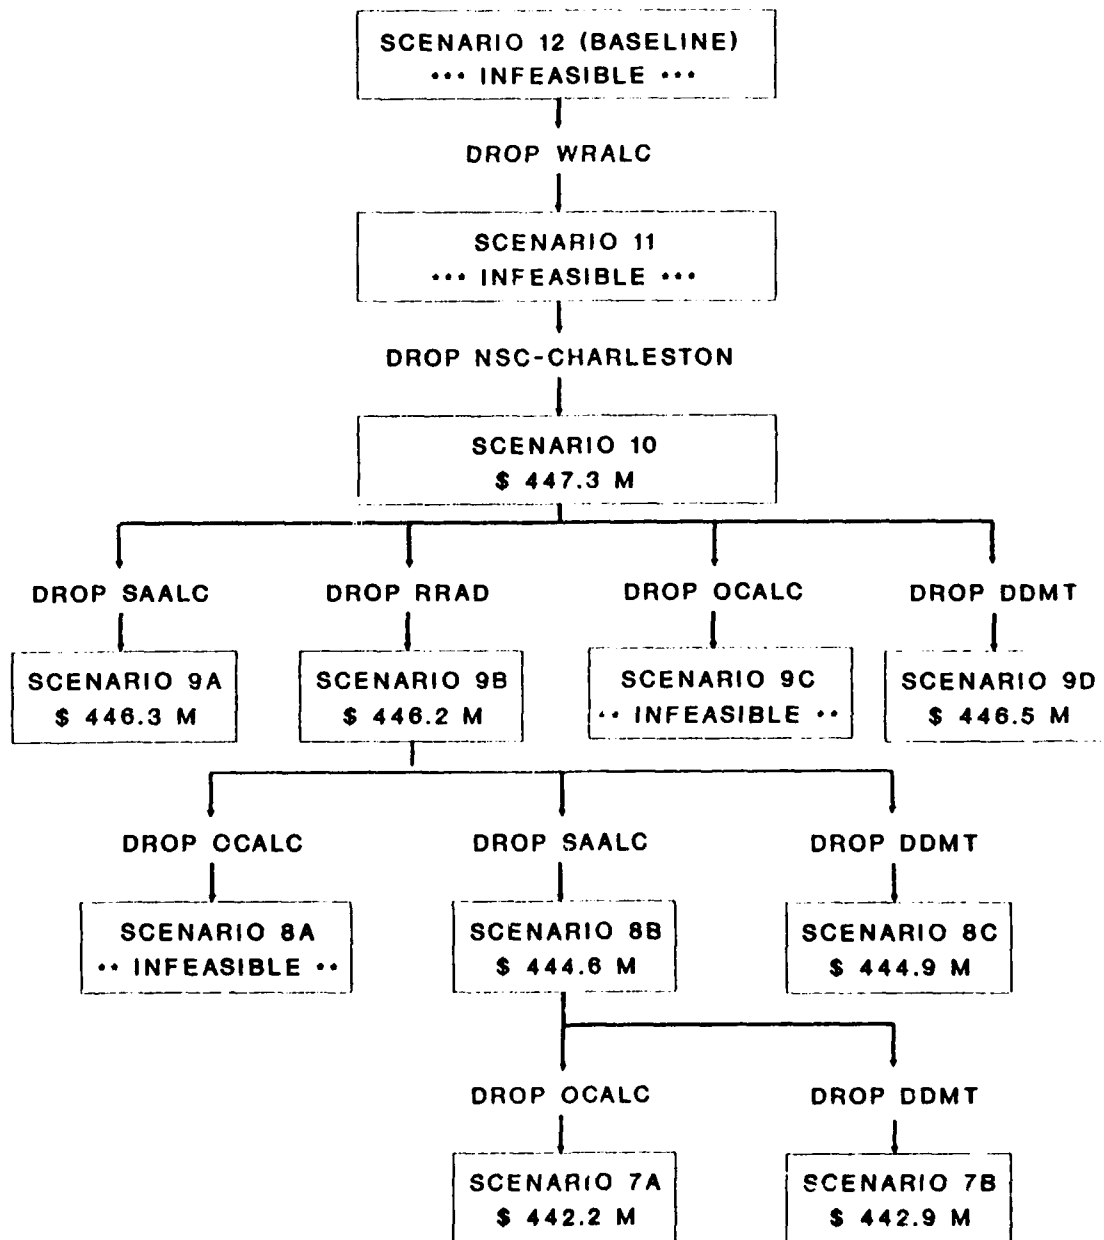 SCENARIO 12 (BASELINE)
••• INFEASIBLE •••
DROP WRALC
SCENARIO 11
••• INFEASIBLE •••
DROP NSC-CHARLESTON
SCENARIO 10
$ 447.3 M
DROP SAALC
DROP RRAD
DROP OCALC
DROP DDMT
SCENARIO 9A
$ 446.3 M
SCENARIO 9B
$ 446.2 M
SCENARIO 9C
•• INFEASIBLE ••
SCENARIO 9D
$ 446.5 M
DROP OCALC
DROP SAALC
DROP DDMT
SCENARIO 8A
•• INFEASIBLE ••
SCENARIO 8B
$ 444.6 M
SCENARIO 8C
$ 444.9 M
DROP OCALC
DROP DDMT
SCENARIO 7A
$ 442.2 M
SCENARIO 7B
$ 442.9 M